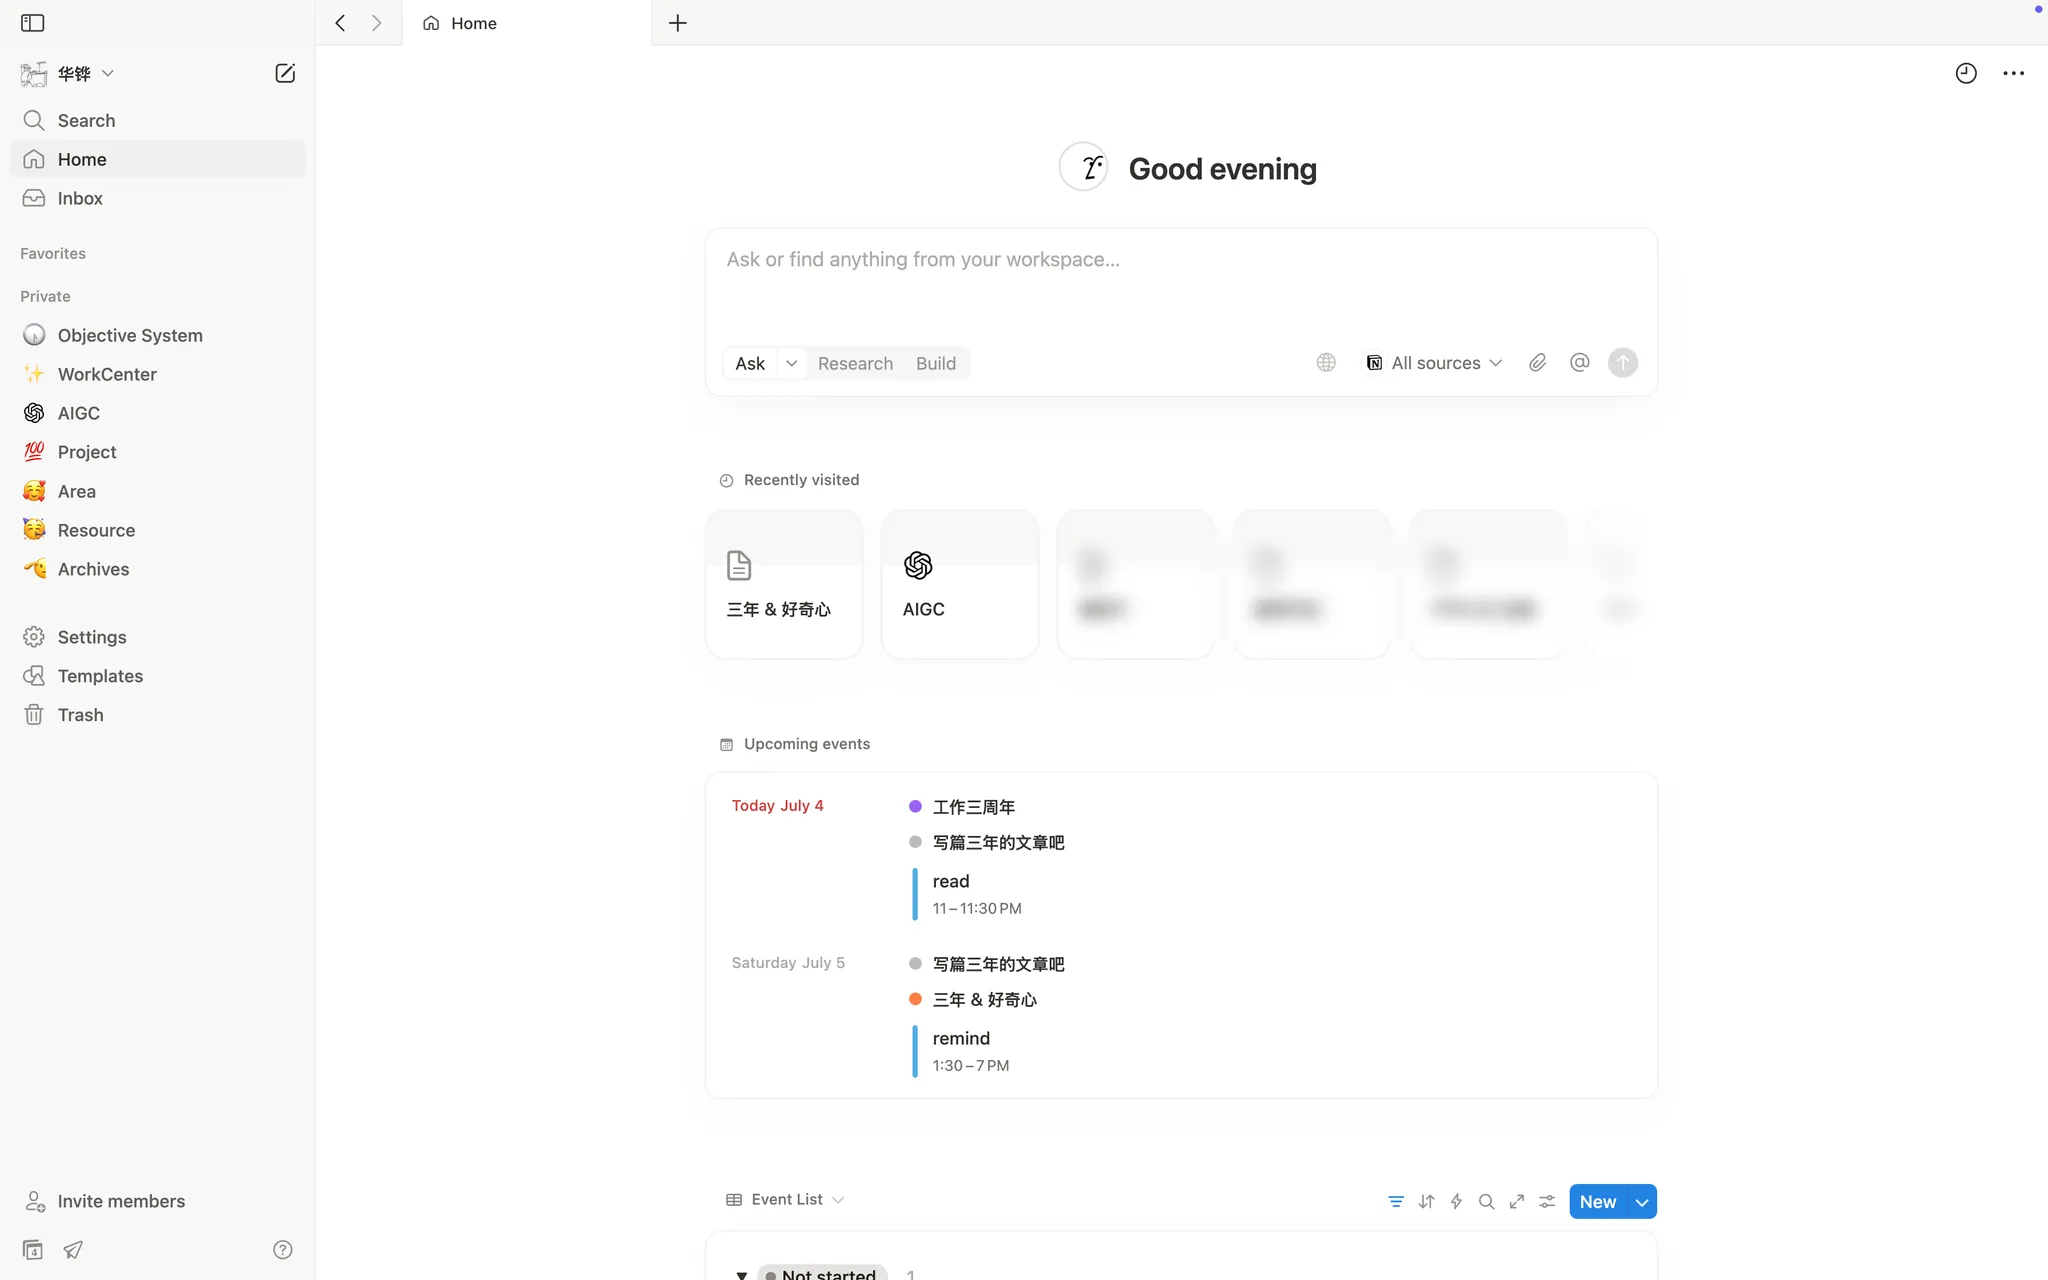 Home
华铧
Search
Home
Inbox
Favorites
Private
Objective System
WorkCenter
AIGC
Project
Area
Resource
Archives
Settings
Templates
Trash
Invite members
4
Good evening
Ask or find anything from your workspace...
Ask Research Build All sources
Recently visited
三年 & 好奇心
AIGC
Upcoming events
Today July 4
工作三周年
写篇三年的文章吧
read
11–11:30 PM
Saturday July 5
写篇三年的文章吧
三年 & 好奇心
remind
1:30–7 PM
Event List New
Not started 1